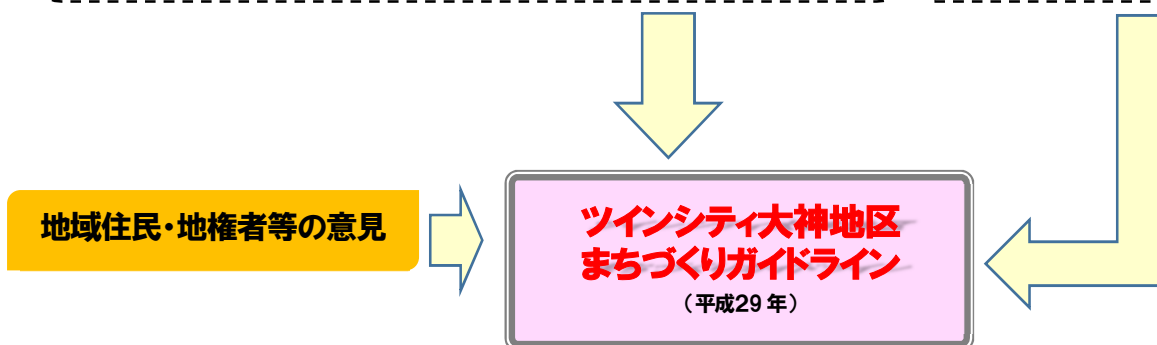 地域住民・地権者等の意見
ツインシティ大神地区
まちづくりガイドライン
（平成29年）